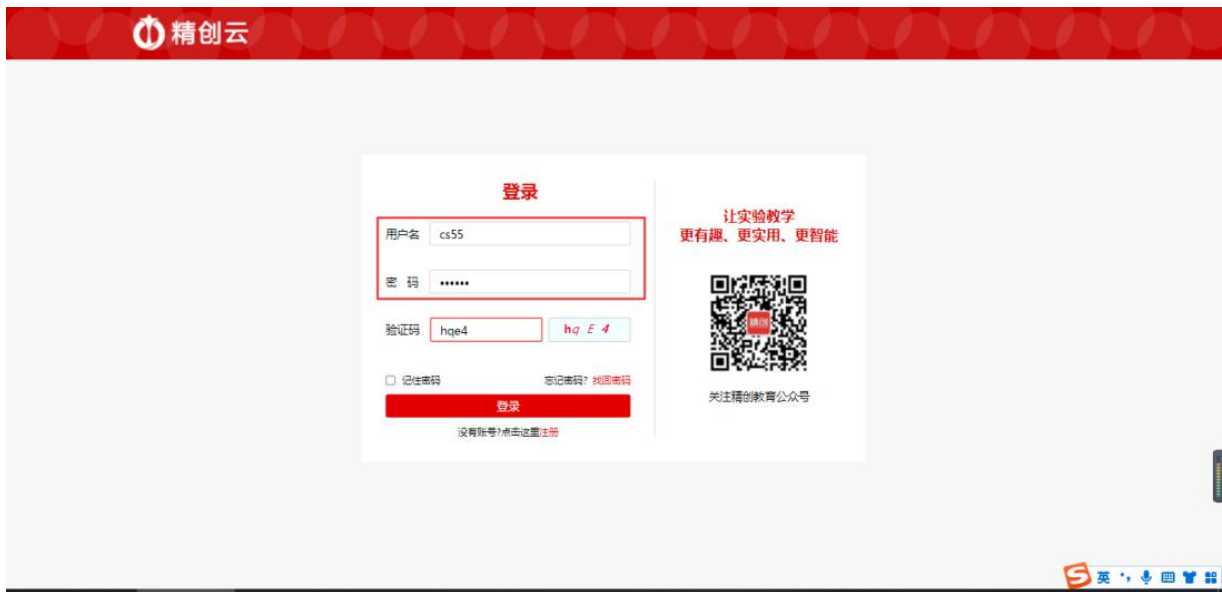 精创云
登录
用户名 cs55
密 码 ••••••
验证码 hqe4 hq E 4
记住密码 忘记密码? 找回密码
登录
没有账号?点击这里注册
让实验教学
更有趣、更实用、更智能
精创
关注精创教育公众号
英